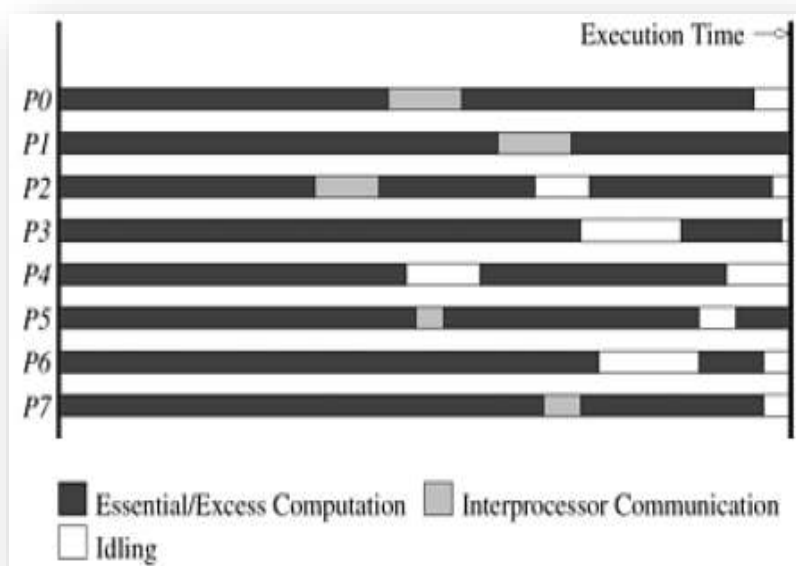 Execution Time
P0
P1
P2
P3
P4
P5
P6
P7
Essential/Excess Computation Interprocessor Communication
Idling